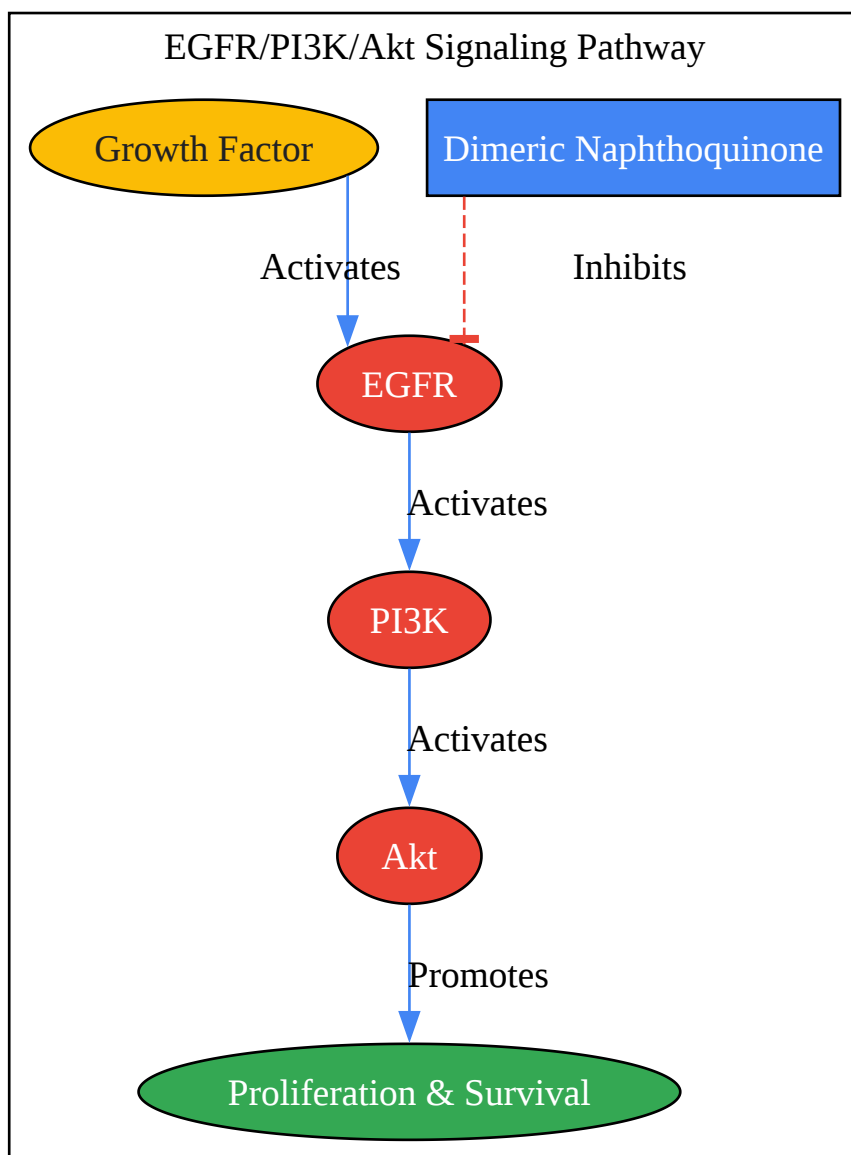 EGFR/PI3K/Akt Signaling Pathway
Growth Factor
Dimeric Naphthoquinone
Activates
Inhibits
EGFR
Activates
PI3K
Activates
Akt
Promotes
Proliferation & Survival